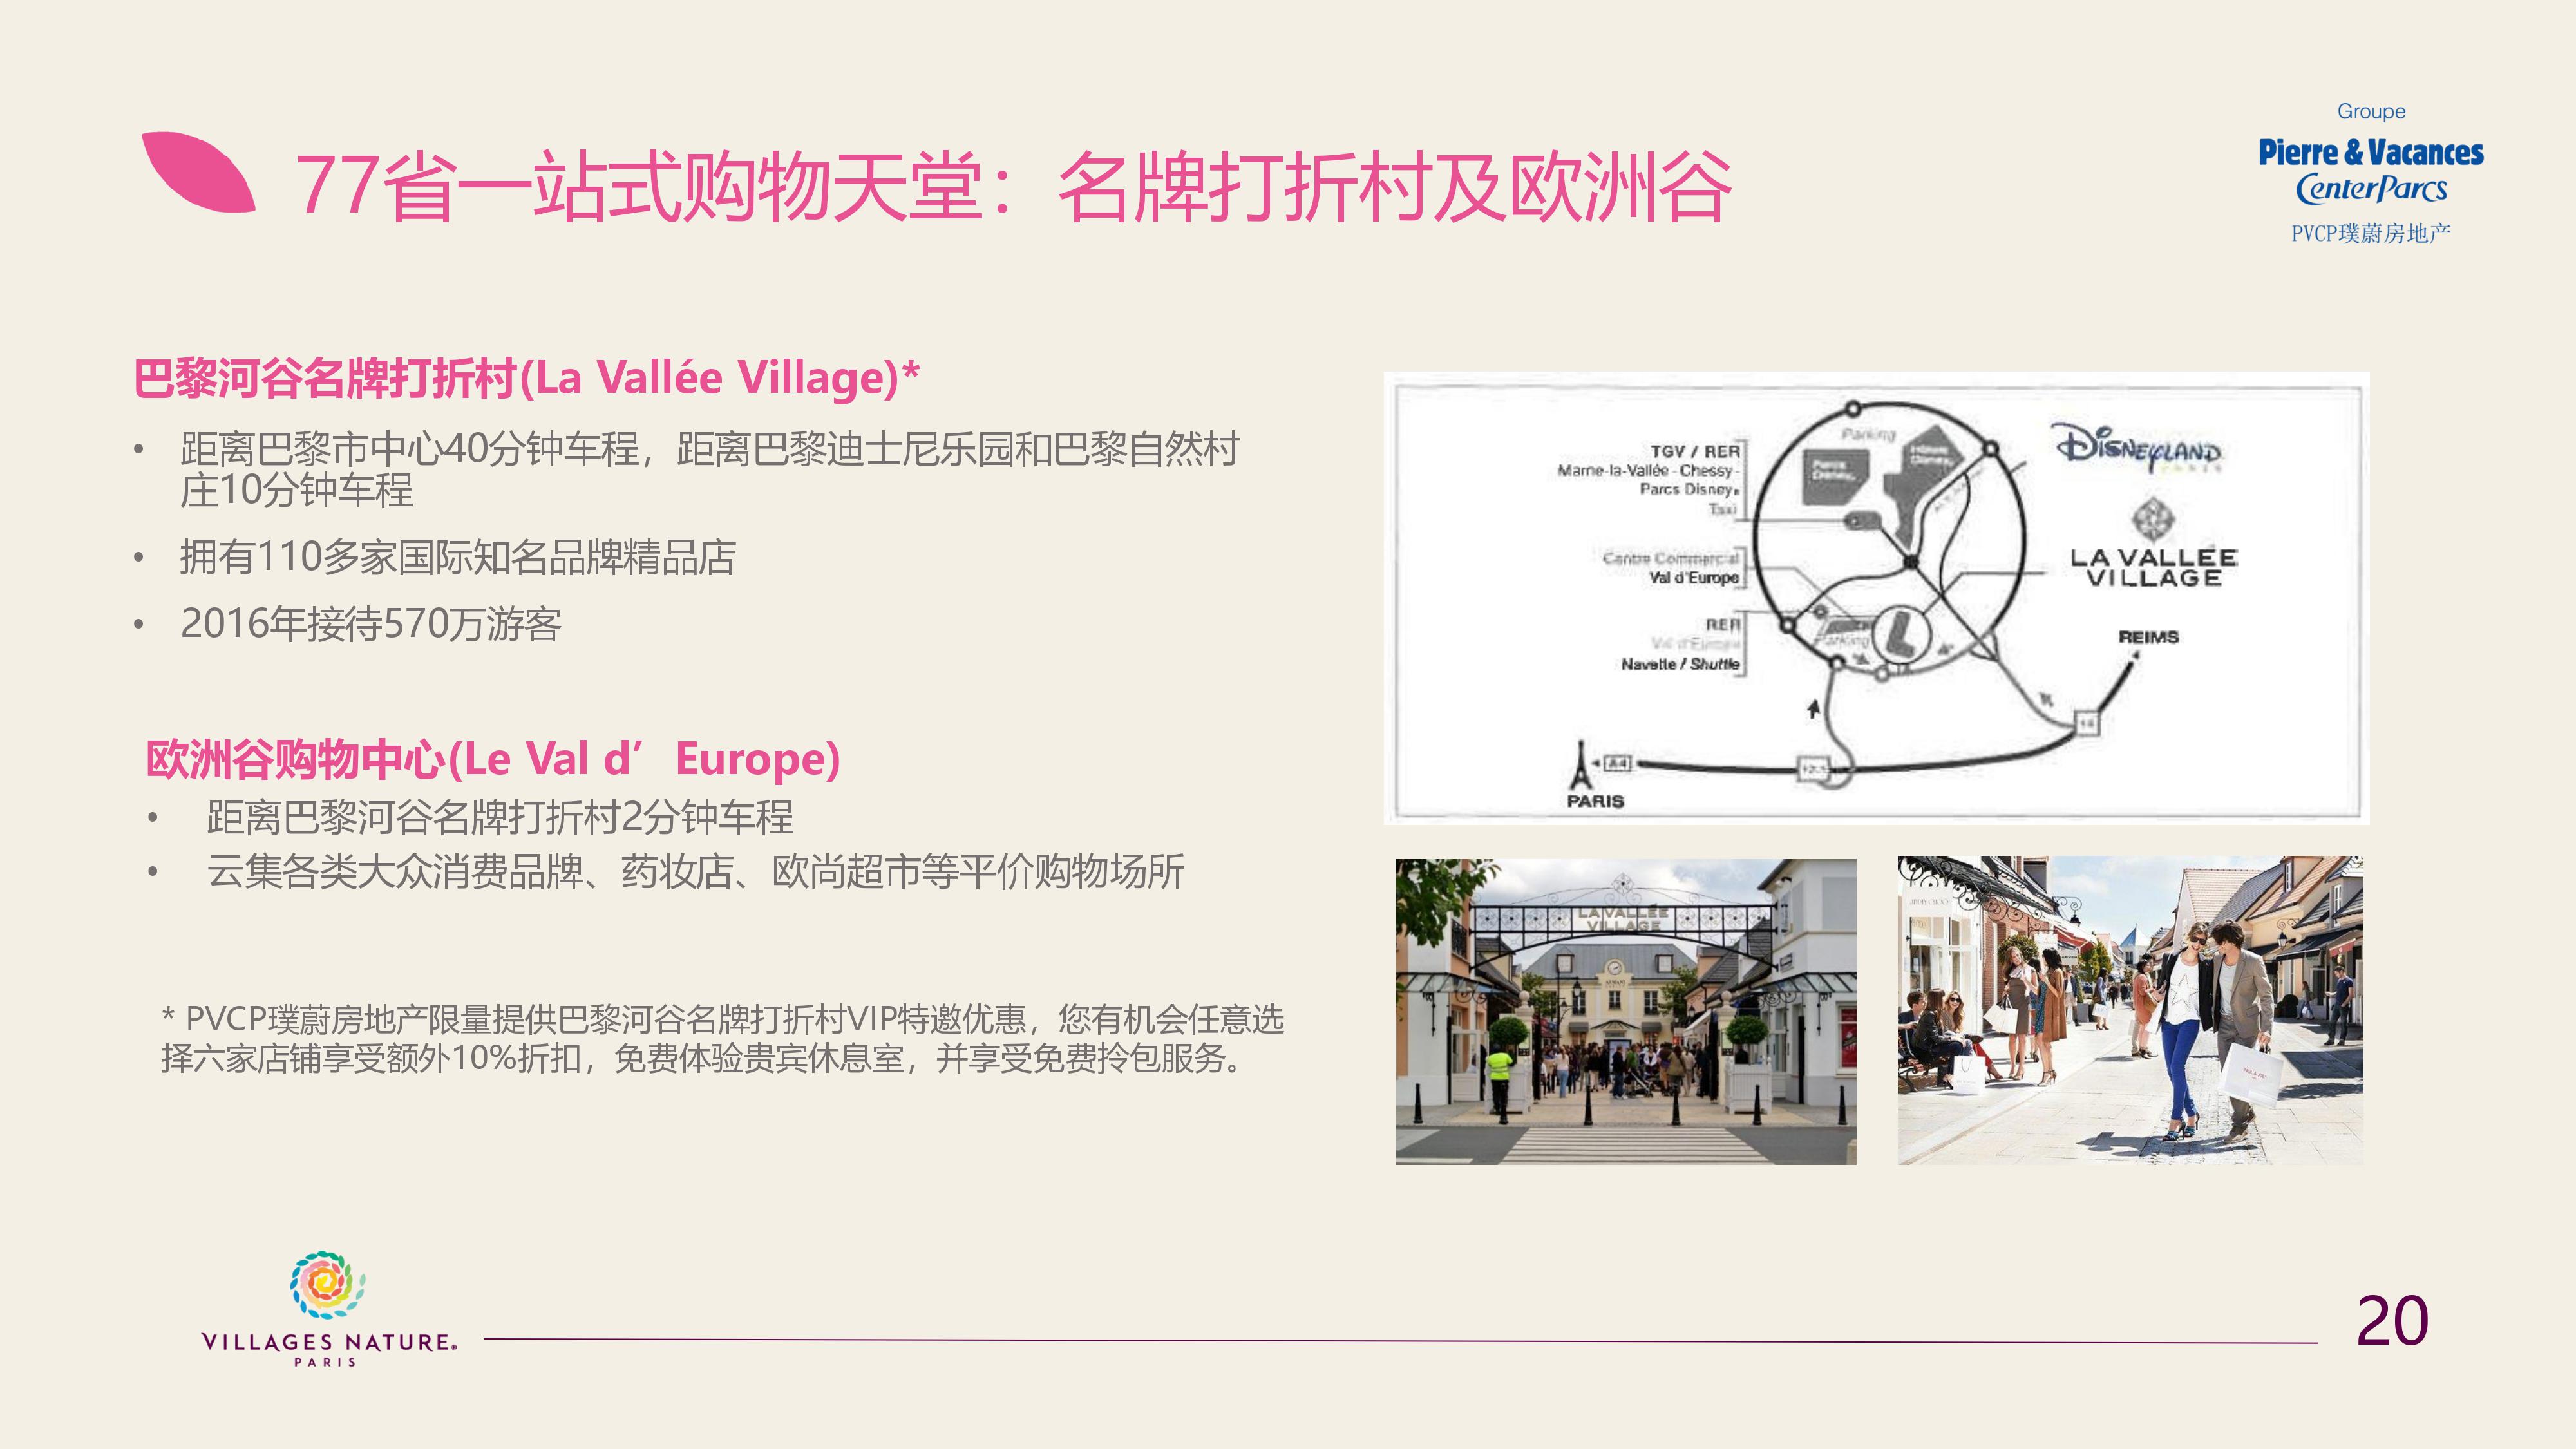 Groupe
Pierre & Vacances
CenterParcs
PVCP璞蔚房地产
77省一站式购物天堂：名牌打折村及欧洲谷
巴黎河谷名牌打折村(La Vallée Village)*
• 距离巴黎市中心40分钟车程，距离巴黎迪士尼乐园和巴黎自然村
庄10分钟车程
• 拥有110多家国际知名品牌精品店
• 2016年接待570万游客
欧洲谷购物中心(Le Val d’Europe)
• 距离巴黎河谷名牌打折村2分钟车程
• 云集各类大众消费品牌、药妆店、欧尚超市等平价购物场所
* PVCP璞蔚房地产限量提供巴黎河谷名牌打折村VIP特邀优惠，您有机会任意选
择六家店铺享受额外10%折扣，免费体验贵宾休息室，并享受免费拎包服务。
Parking
TGV / RER
Marne-la-Vallée - Chessy -
Parcs Disney
Taxi
Centre Commercial
Val d'Europe
RER
Val d'Europe
Navette / Shuttle
Parking
DISNEYLAND
PARIS
LA VALLÉE
VILLAGE
REIMS
14
A4
PARIS
LA VALLÉE
VILLAGE
VILLAGES NATURE
PARIS
20